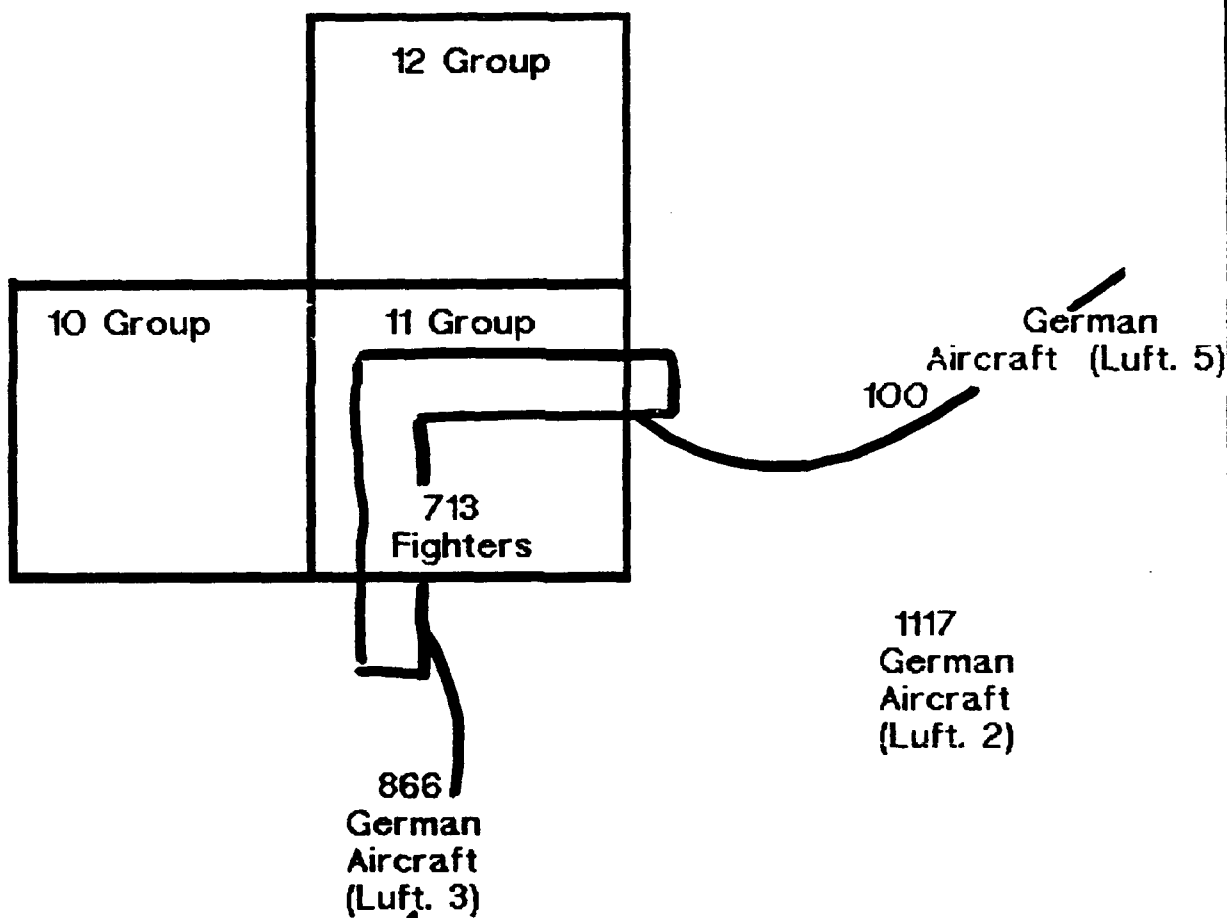 12 Group
10 Group
11 Group
German
Aircraft (Luft. 5)
100
713
Fighters
1117
German
Aircraft
(Luft. 2)
866
German
Aircraft
(Luft. 3)